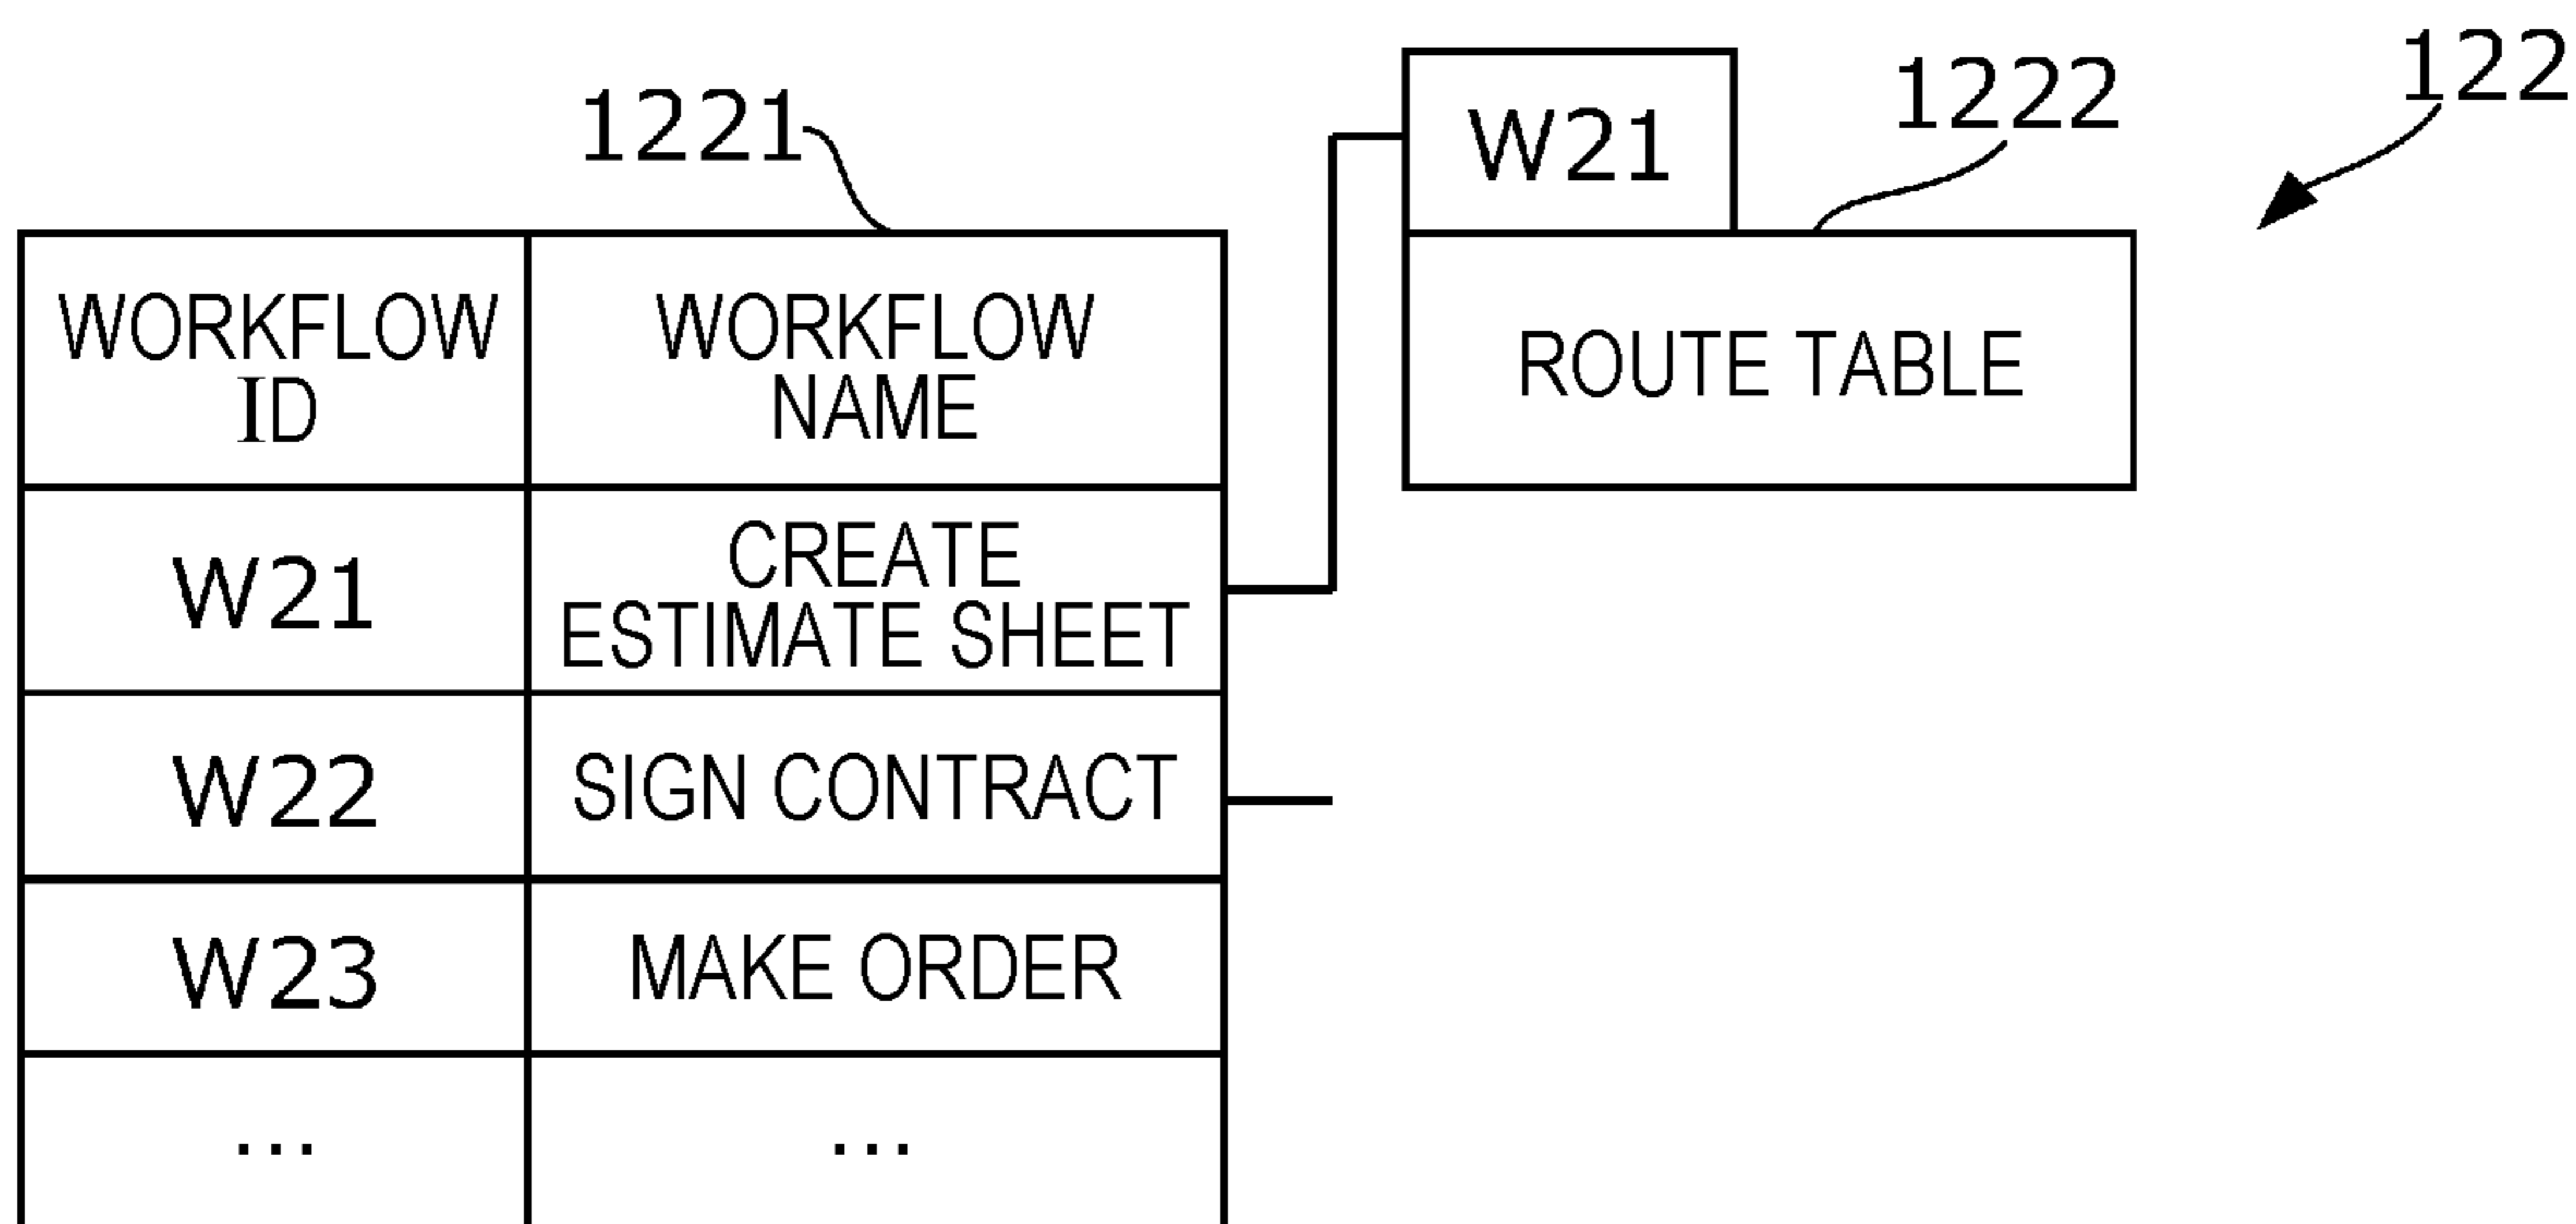 122
1221
W21
1222
WORKFLOW
ID
WORKFLOW
NAME
ROUTE TABLE
W21
CREATE
ESTIMATE SHEET
W22
SIGN CONTRACT
W23
MAKE ORDER
...
...